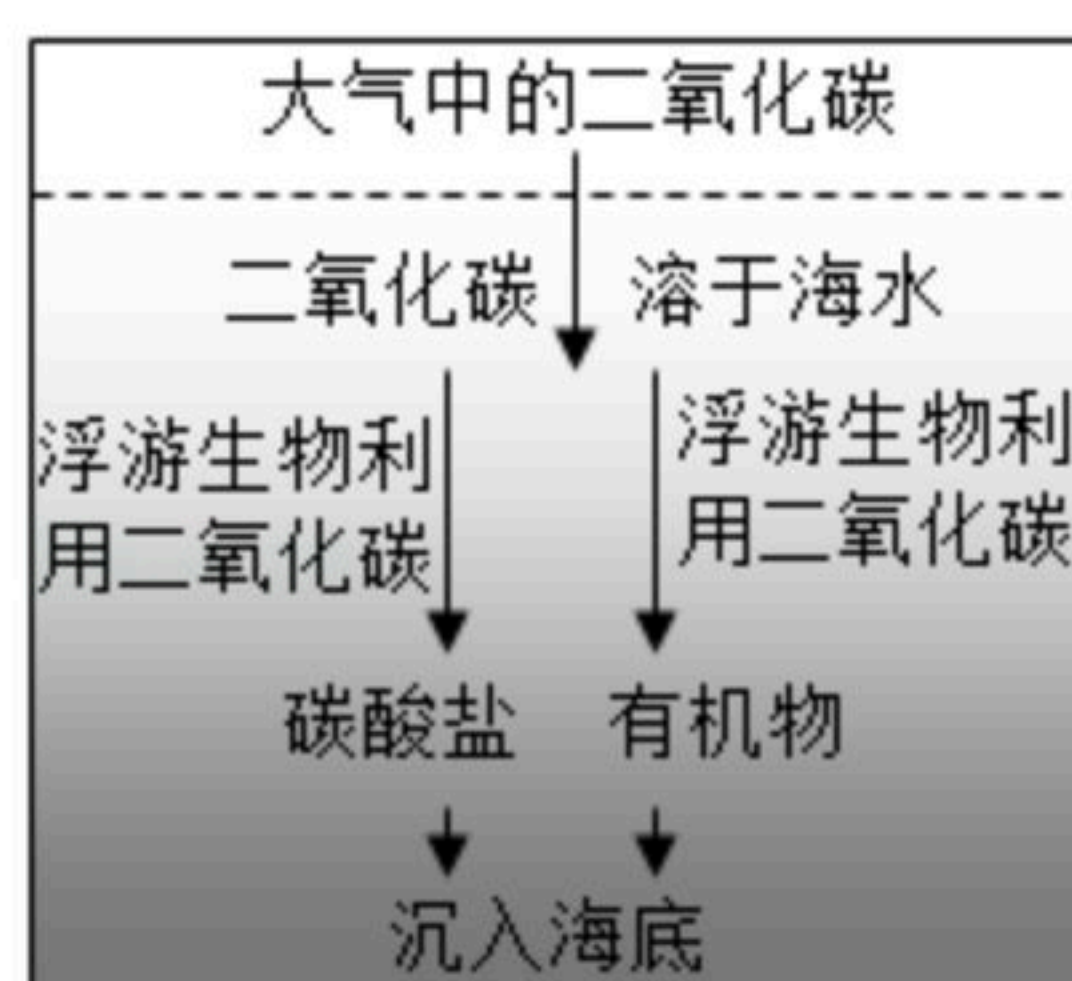 大气中的二氧化碳
二氧化碳 溶于海水
浮游生物利
用二氧化碳
浮游生物利
用二氧化碳
碳酸盐 有机物
沉入海底